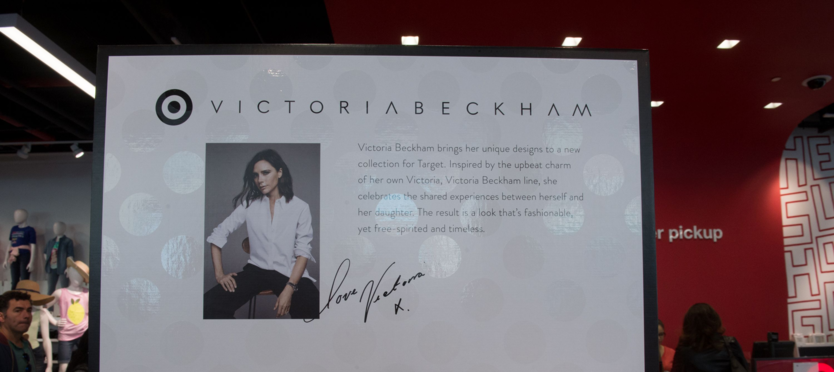 VICTORIA BECKHAM
Victoria Beckham brings her unique designs to a new
collection for Target. Inspired by the upbeat charm
of her own Victoria, Victoria Beckham line, she
celebrates the shared experiences between herself and
her daughter. The result is a look that's fashionable,
yet free-spirited and timeless.
love Victoria
x.
r pickup